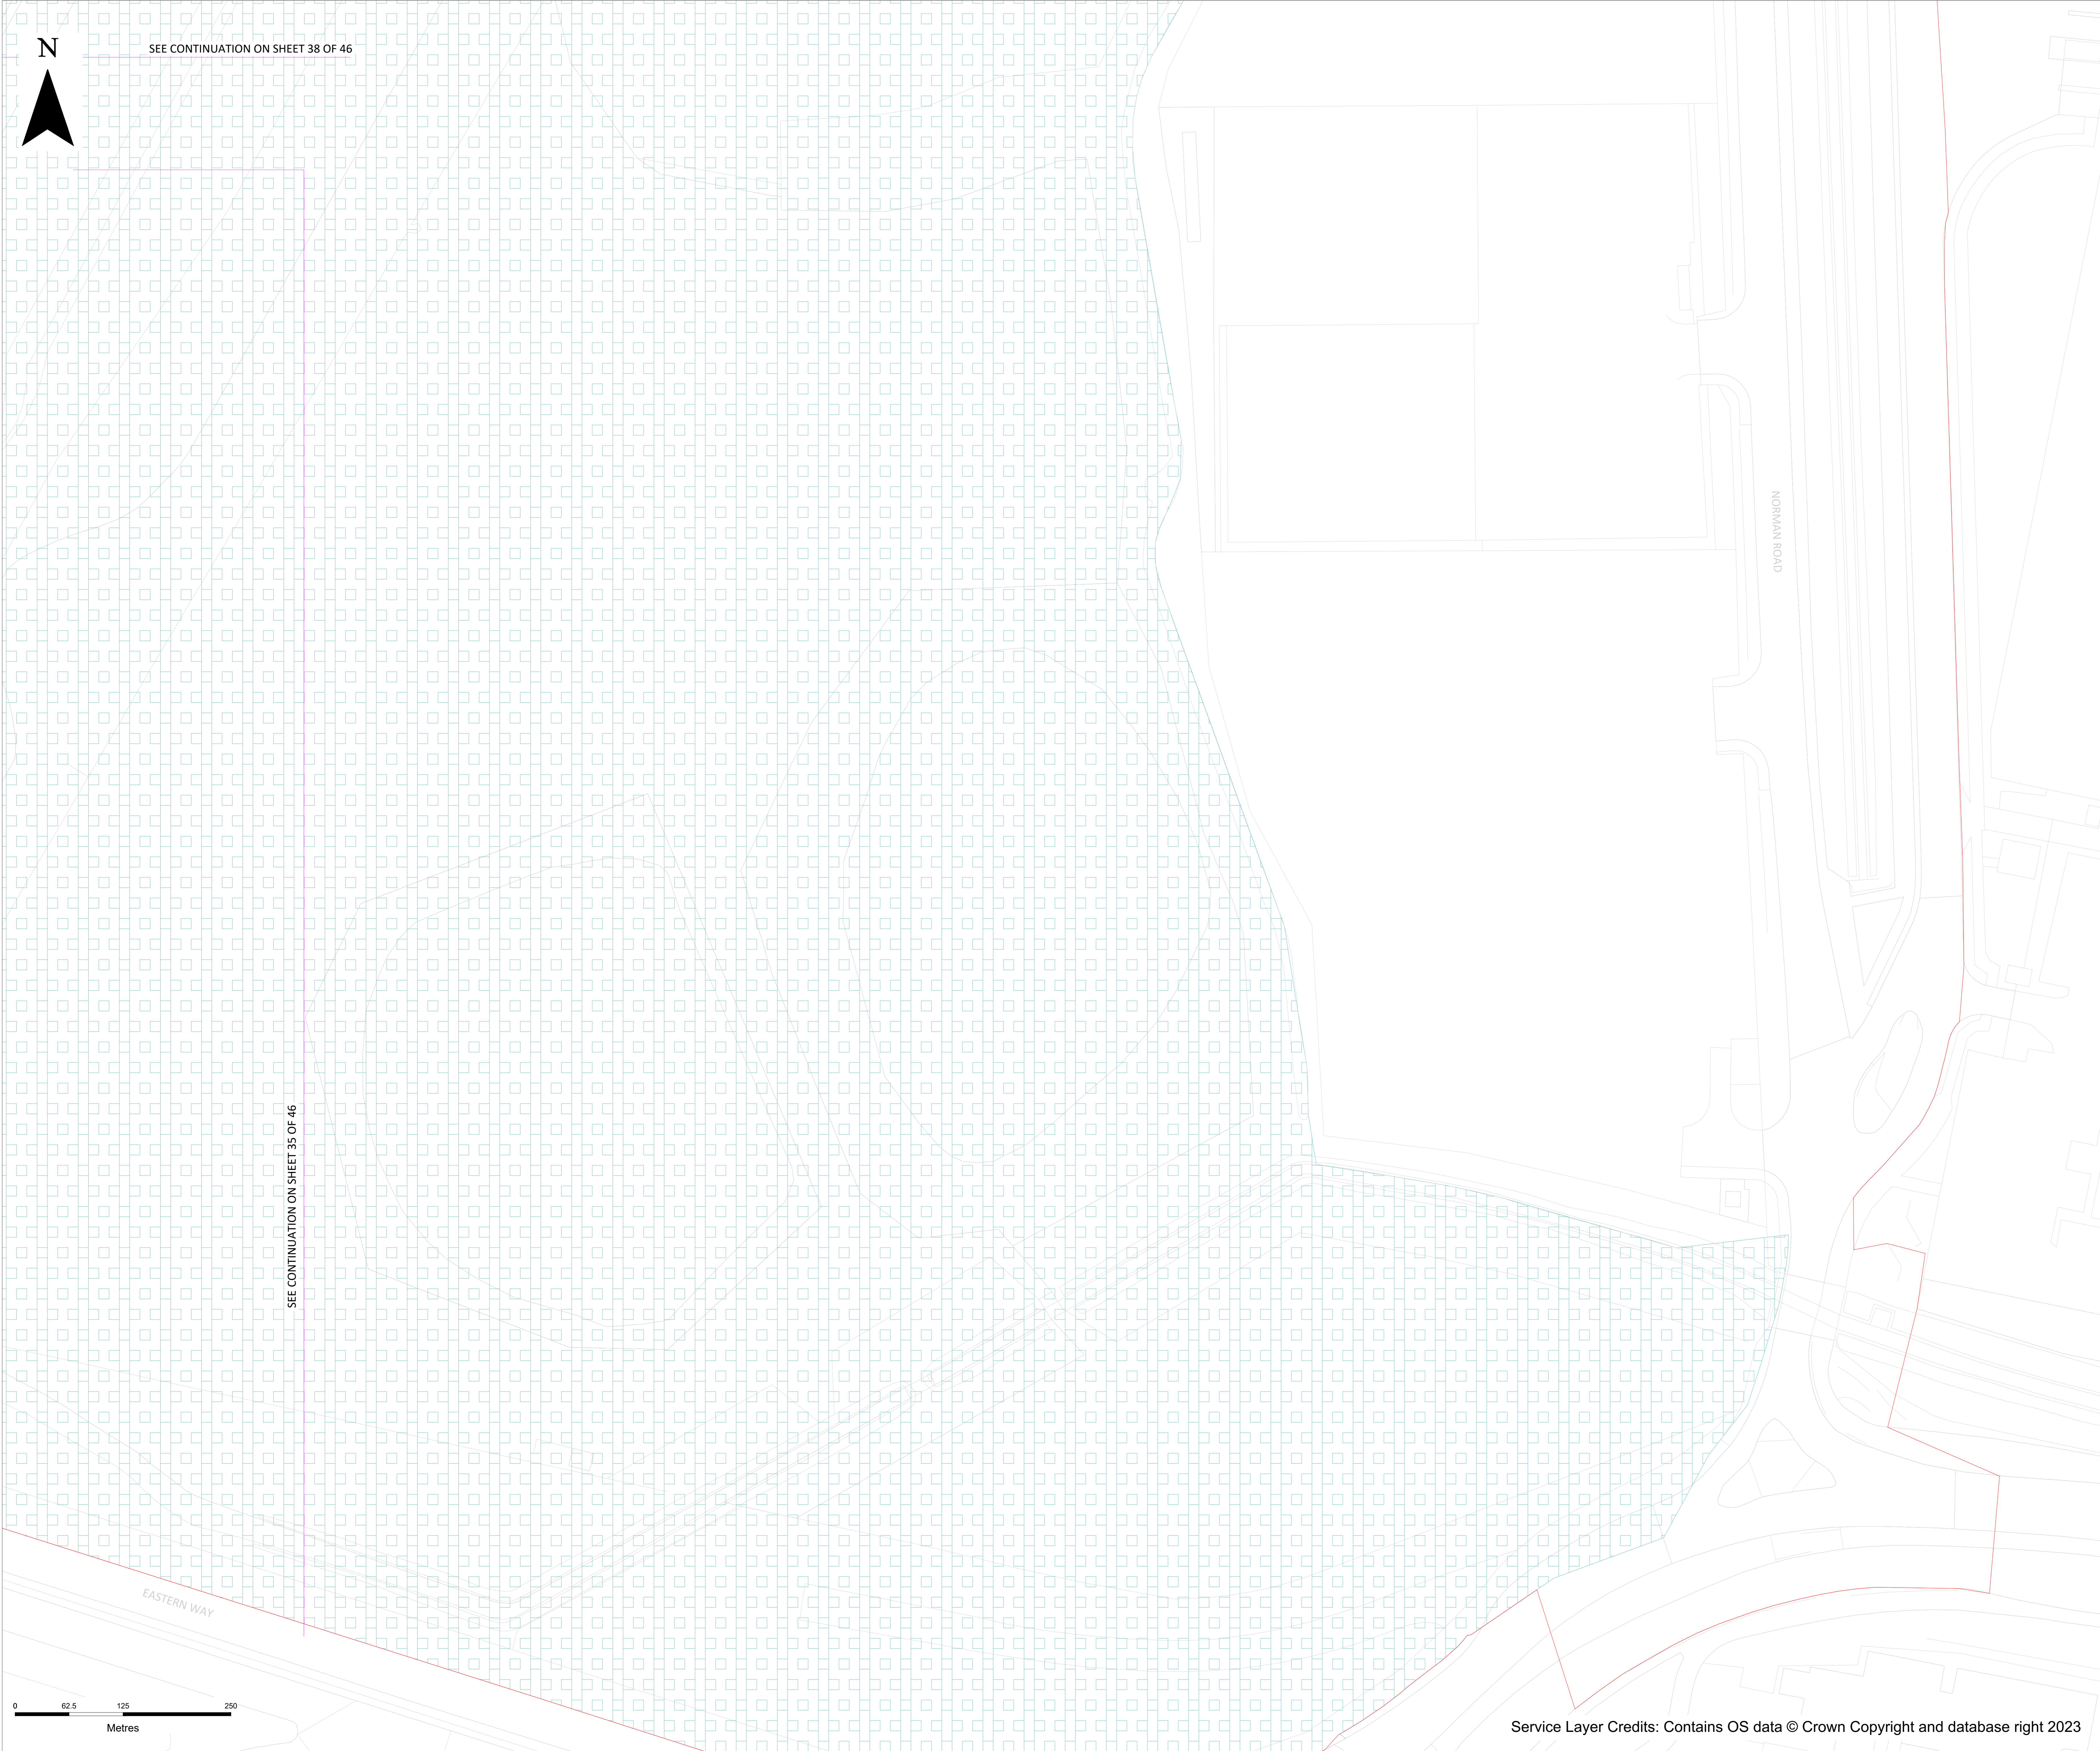 N
SEE CONTINUATION ON SHEET 38 OF 46
NORMAN ROAD
SEE CONTINUATION ON SHEET 35 OF 46
EASTERN WAY
0 62.5 125 250
Metres
Service Layer Credits: Contains OS data © Crown Copyright and database right 2023